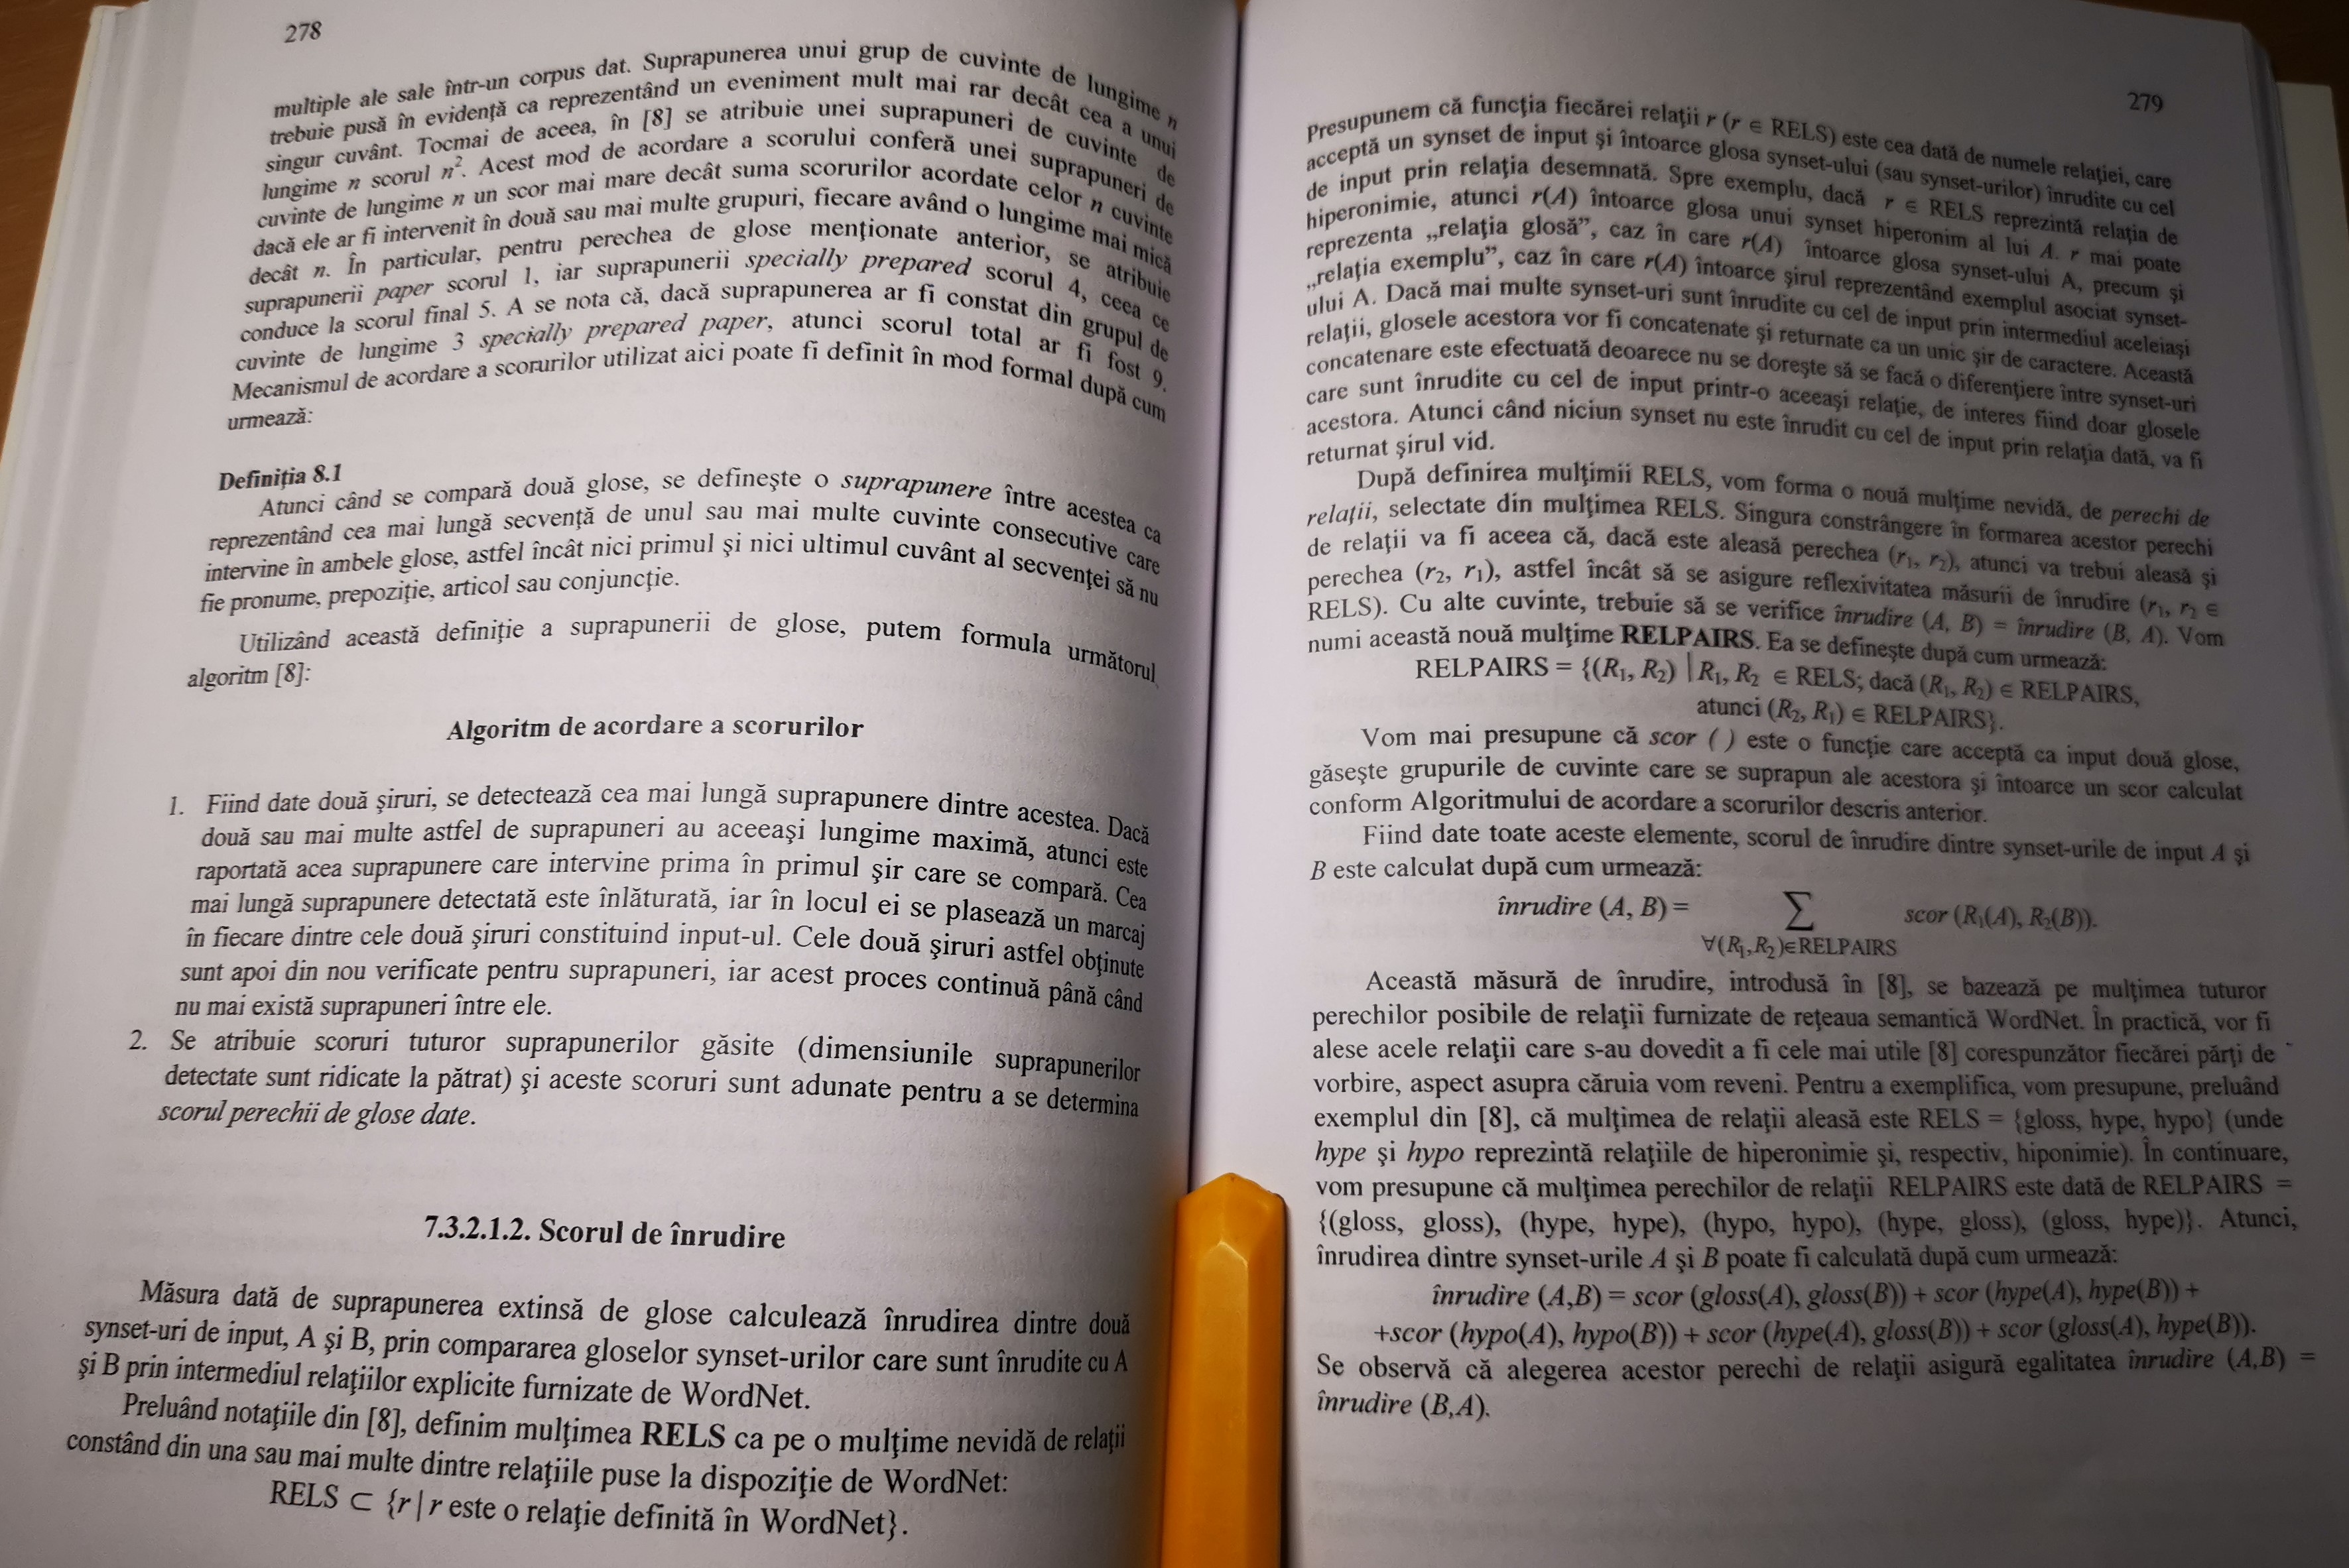 278
multiple ale sale într-un corpus dat. Suprapunerea unui grup de cuvinte de lungime n
trebuie pusă în evidenţă ca reprezentând un eveniment mult mai rar decât cea a unui
singur cuvânt. Tocmai de aceea, în [8] se atribuie unei suprapuneri de cuvinte de
lungime n scorul n². Acest mod de acordare a scorului conferă unei suprapuneri de
cuvinte de lungime n un scor mai mare decât suma scorurilor acordate celor n cuvinte
dacă ele ar fi intervenit în două sau mai multe grupuri, fiecare având o lungime mai mică
decât n. În particular, pentru perechea de glose menţionate anterior, se atribuie
suprapunerii paper scorul 1, iar suprapunerii specially prepared scorul 4, ceea ce
conduce la scorul final 5. A se nota că, dacă suprapunerea ar fi constat din grupul de
cuvinte de lungime 3 specially prepared paper, atunci scorul total ar fi fost 9.
Mecanismul de acordare a scorurilor utilizat aici poate fi definit în mod formal după cum
urmează:
Definiţia 8.1
Atunci când se compară două glose, se defineşte o suprapunere între acestea ca
reprezentând cea mai lungă secvenţă de unul sau mai multe cuvinte consecutive care
intervine în ambele glose, astfel încât nici primul şi nici ultimul cuvânt al secvenţei să nu
fie pronume, prepoziţie, articol sau conjuncţie.
Utilizând această definiţie a suprapunerii de glose, putem formula următorul
algoritm [8]:
Algoritm de acordare a scorurilor
1. Fiind date două şiruri, se detectează cea mai lungă suprapunere dintre acestea. Dacă
două sau mai multe astfel de suprapuneri au aceeaşi lungime maximă, atunci este
raportată acea suprapunere care intervine prima în primul şir care se compară. Cea
mai lungă suprapunere detectată este înlăturată, iar în locul ei se plasează un marcaj
în fiecare dintre cele două şiruri constituind input-ul. Cele două şiruri astfel obţinute
sunt apoi din nou verificate pentru suprapuneri, iar acest proces continuă până când
nu mai există suprapuneri între ele.
2. Se atribuie scoruri tuturor suprapunerilor găsite (dimensiunile suprapunerilor
detectate sunt ridicate la pătrat) şi aceste scoruri sunt adunate pentru a se determina
scorul perechii de glose date.
7.3.2.1.2. Scorul de înrudire
Măsura dată de suprapunerea extinsă de glose calculează înrudirea dintre două
synset-uri de input, A şi B, prin compararea gloselor synset-urilor care sunt înrudite cu A
şi B prin intermediul relaţiilor explicite furnizate de WordNet.
Preluând notaţiile din [8], definim mulţimea RELS ca pe o mulţime nevidă de relaţii
constând din una sau mai multe dintre relaţiile puse la dispoziţie de WordNet:
RELS ⊂ {r | r este o relaţie definită în WordNet}.
279
Presupunem că funcţia fiecărei relaţii r (r ∈ RELS) este cea dată de numele relaţiei, care
acceptă un synset de input şi întoarce glosa synset-ului (sau synset-urilor) înrudite cu cel
de input prin relaţia desemnată. Spre exemplu, dacă r ∈ RELS reprezintă relaţia de
hiperonimie, atunci r(A) întoarce glosa unui synset hiperonim al lui A. r mai poate
reprezenta „relaţia glosă”, caz în care r(A) întoarce glosa synset-ului A, precum şi
„relaţia exemplu”, caz în care r(A) întoarce şirul reprezentând exemplul asociat synset-
ului A. Dacă mai multe synset-uri sunt înrudite cu cel de input prin intermediul aceleiaşi
relaţii, glosele acestora vor fi concatenate şi returnate ca un unic şir de caractere. Această
concatenare este efectuată deoarece nu se doreşte să se facă o diferenţiere între synset-uri
care sunt înrudite cu cel de input printr-o aceeaşi relaţie, de interes fiind doar glosele
acestora. Atunci când niciun synset nu este înrudit cu cel de input prin relaţia dată, va fi
returnat şirul vid.
După definirea mulţimii RELS, vom forma o nouă mulţime nevidă, de perechi de
relaţii, selectate din mulţimea RELS. Singura constrângere în formarea acestor perechi
de relaţii va fi aceea că, dacă este aleasă perechea (r₁, r₂), atunci va trebui aleasă şi
perechea (r₂, r₁), astfel încât să se asigure reflexivitatea măsurii de înrudire (r₁, r₂ ∈
RELS). Cu alte cuvinte, trebuie să se verifice înrudire (A, B) = înrudire (B, A). Vom
numi această nouă mulţime RELPAIRS. Ea se defineşte după cum urmează:
RELPAIRS = {(R₁, R₂) | R₁, R₂ ∈ RELS; dacă (R₁, R₂) ∈ RELPAIRS,
atunci (R₂, R₁) ∈ RELPAIRS}.
Vom mai presupune că scor ( ) este o funcţie care acceptă ca input două glose,
găseşte grupurile de cuvinte care se suprapun ale acestora şi întoarce un scor calculat
conform Algoritmului de acordare a scorurilor descris anterior.
Fiind date toate aceste elemente, scorul de înrudire dintre synset-urile de input A şi
B este calculat după cum urmează:
înrudire (A, B) = ∑ scor (R₁(A), R₂(B)).
∀(R₁,R₂)∈RELPAIRS
Această măsură de înrudire, introdusă în [8], se bazează pe mulţimea tuturor
perechilor posibile de relaţii furnizate de reţeaua semantică WordNet. În practică, vor fi
alese acele relaţii care s-au dovedit a fi cele mai utile [8] corespunzător fiecărei părţi de
vorbire, aspect asupra căruia vom reveni. Pentru a exemplifica, vom presupune, preluând
exemplul din [8], că mulţimea de relaţii aleasă este RELS = {gloss, hype, hypo} (unde
hype şi hypo reprezintă relaţiile de hiperonimie şi, respectiv, hiponimie). În continuare,
vom presupune că mulţimea perechilor de relaţii RELPAIRS este dată de RELPAIRS =
{(gloss, gloss), (hype, hype), (hypo, hypo), (hype, gloss), (gloss, hype)}. Atunci,
înrudirea dintre synset-urile A şi B poate fi calculată după cum urmează:
înrudire (A,B) = scor (gloss(A), gloss(B)) + scor (hype(A), hype(B)) +
+scor (hypo(A), hypo(B)) + scor (hype(A), gloss(B)) + scor (gloss(A), hype(B)).
Se observă că alegerea acestor perechi de relaţii asigură egalitatea înrudire (A,B) =
înrudire (B,A).